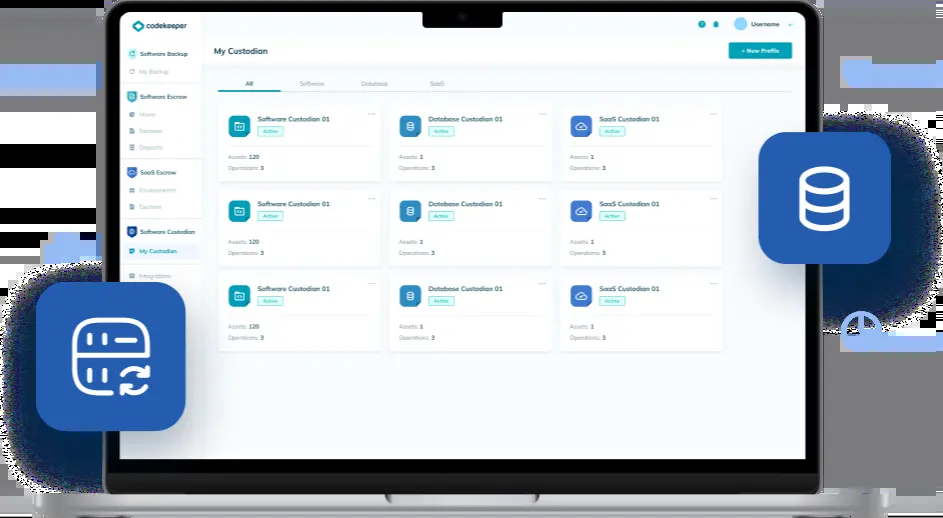 codekeeper
Username
My Custodian
+ New Profile
Software Backup
My Backup
Software Escrow
Home
Escrows
Deposits
SaaS Escrow
Environments
Escrows
Software Custodian
My Custodian
Integrations
All
Software
Database
SaaS
Software Custodian 01
Active
Assets: 120
Operations: 3
Database Custodian 01
Active
Assets: 1
Operations: 3
SaaS Custodian 01
Active
Assets: 1
Operations: 3
Software Custodian 01
Active
Assets: 120
Operations: 3
Database Custodian 01
Active
Assets: 1
Operations: 3
SaaS Custodian 01
Active
Assets: 1
Operations: 3
Software Custodian 01
Active
Assets: 120
Operations: 3
Database Custodian 01
Active
Assets: 1
Operations: 3
SaaS Custodian 01
Active
Assets: 1
Operations: 3